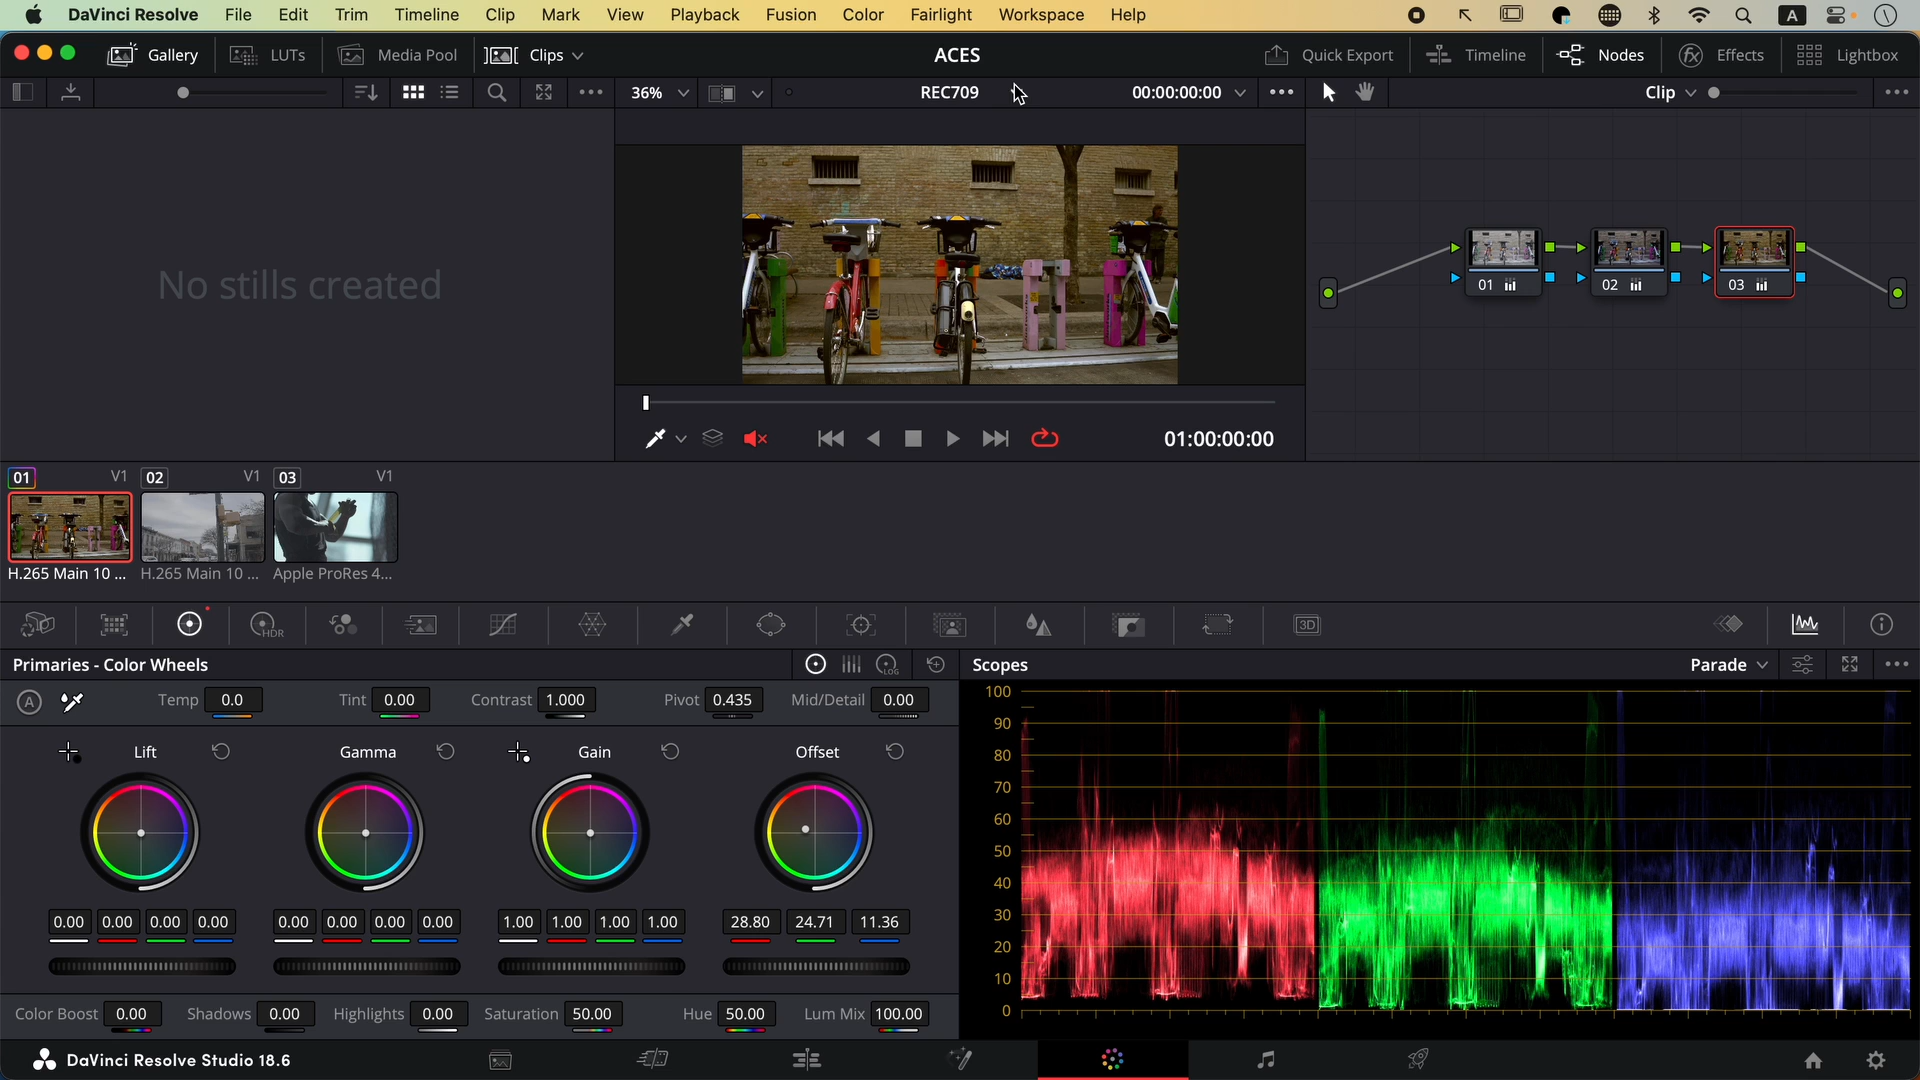 DaVinci Resolve File Edit Trim Timeline Clip Mark View Playback Fusion Color Fairlight Workspace Help A
Gallery LUTs Media Pool Clips ACES Quick Export Timeline Nodes Effects Lightbox
36% REC709 00:00:00:00 Clip
No stills created
01 02 03
01:00:00:00
01 V1 02 V1 03 V1
H.265 Main 10 ... H.265 Main 10 ... Apple ProRes 4...
HDR 3D
Primaries - Color Wheels LOG Scopes Parade
A Temp 0.0 Tint 0.00 Contrast 1.000 Pivot 0.435 Mid/Detail 0.00
Lift Gamma Gain Offset
0.00 0.00 0.00 0.00 0.00 0.00 0.00 0.00 1.00 1.00 1.00 1.00 28.80 24.71 11.36
Color Boost 0.00 Shadows 0.00 Highlights 0.00 Saturation 50.00 Hue 50.00 Lum Mix 100.00
100
90
80
70
60
50
40
30
20
10
0
DaVinci Resolve Studio 18.6